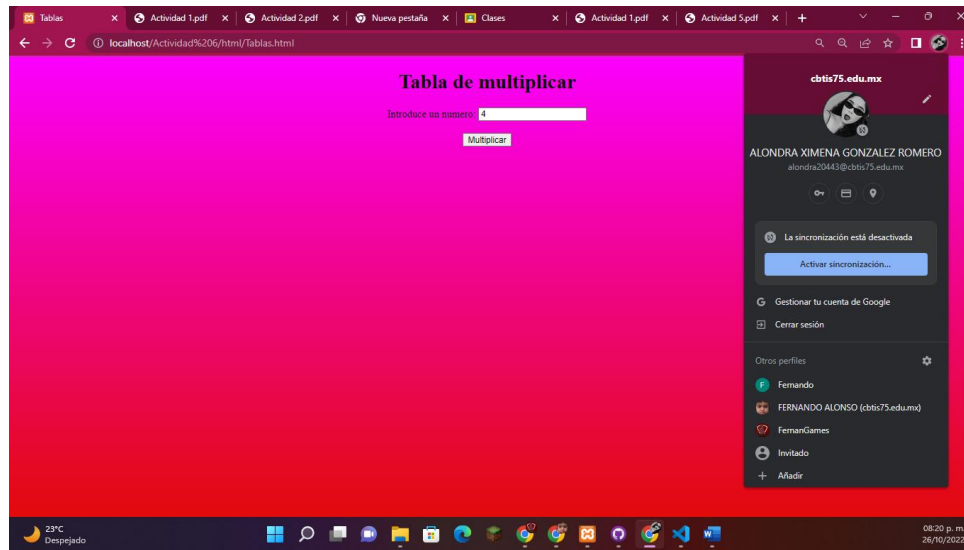 Tablas
Actividad 1.pdf
Actividad 2.pdf
Nueva pestaña
Clases
Actividad 1.pdf
Actividad 5.pdf
localhost/Actividad%206/html/Tablas.html
Tabla de multiplicar
Introduce un numero: 4
Multiplicar
cbtis75.edu.mx
ALONDRA XIMENA GONZALEZ ROMERO
alondra20443@cbtis75.edu.mx
La sincronización está desactivada
Activar sincronización...
G Gestionar tu cuenta de Google
Cerrar sesión
Otros perfiles
F Fernando
FERNANDO ALONSO (cbtis75.edu.mx)
FernanGames
Invitado
+ Añadir
23°C
Despejado
08:20 p. m.
26/10/2022